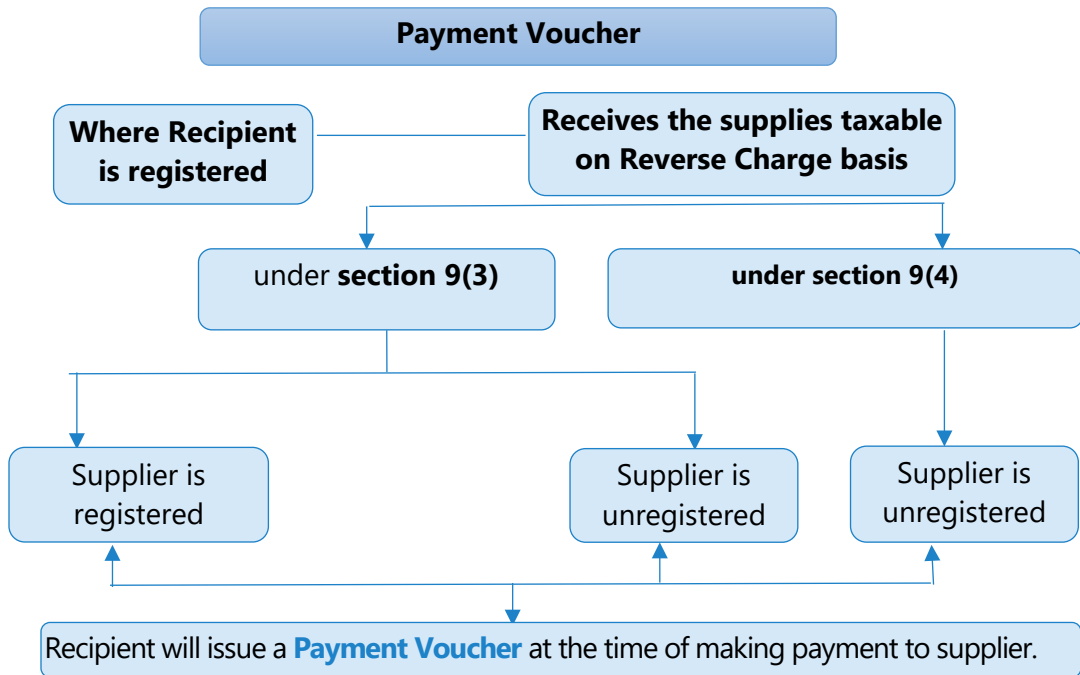 Payment Voucher
Where Recipient
is registered
Receives the supplies taxable
on Reverse Charge basis
under section 9(3)
under section 9(4)
Supplier is
registered
Supplier is
unregistered
Supplier is
unregistered
Recipient will issue a Payment Voucher at the time of making payment to supplier.